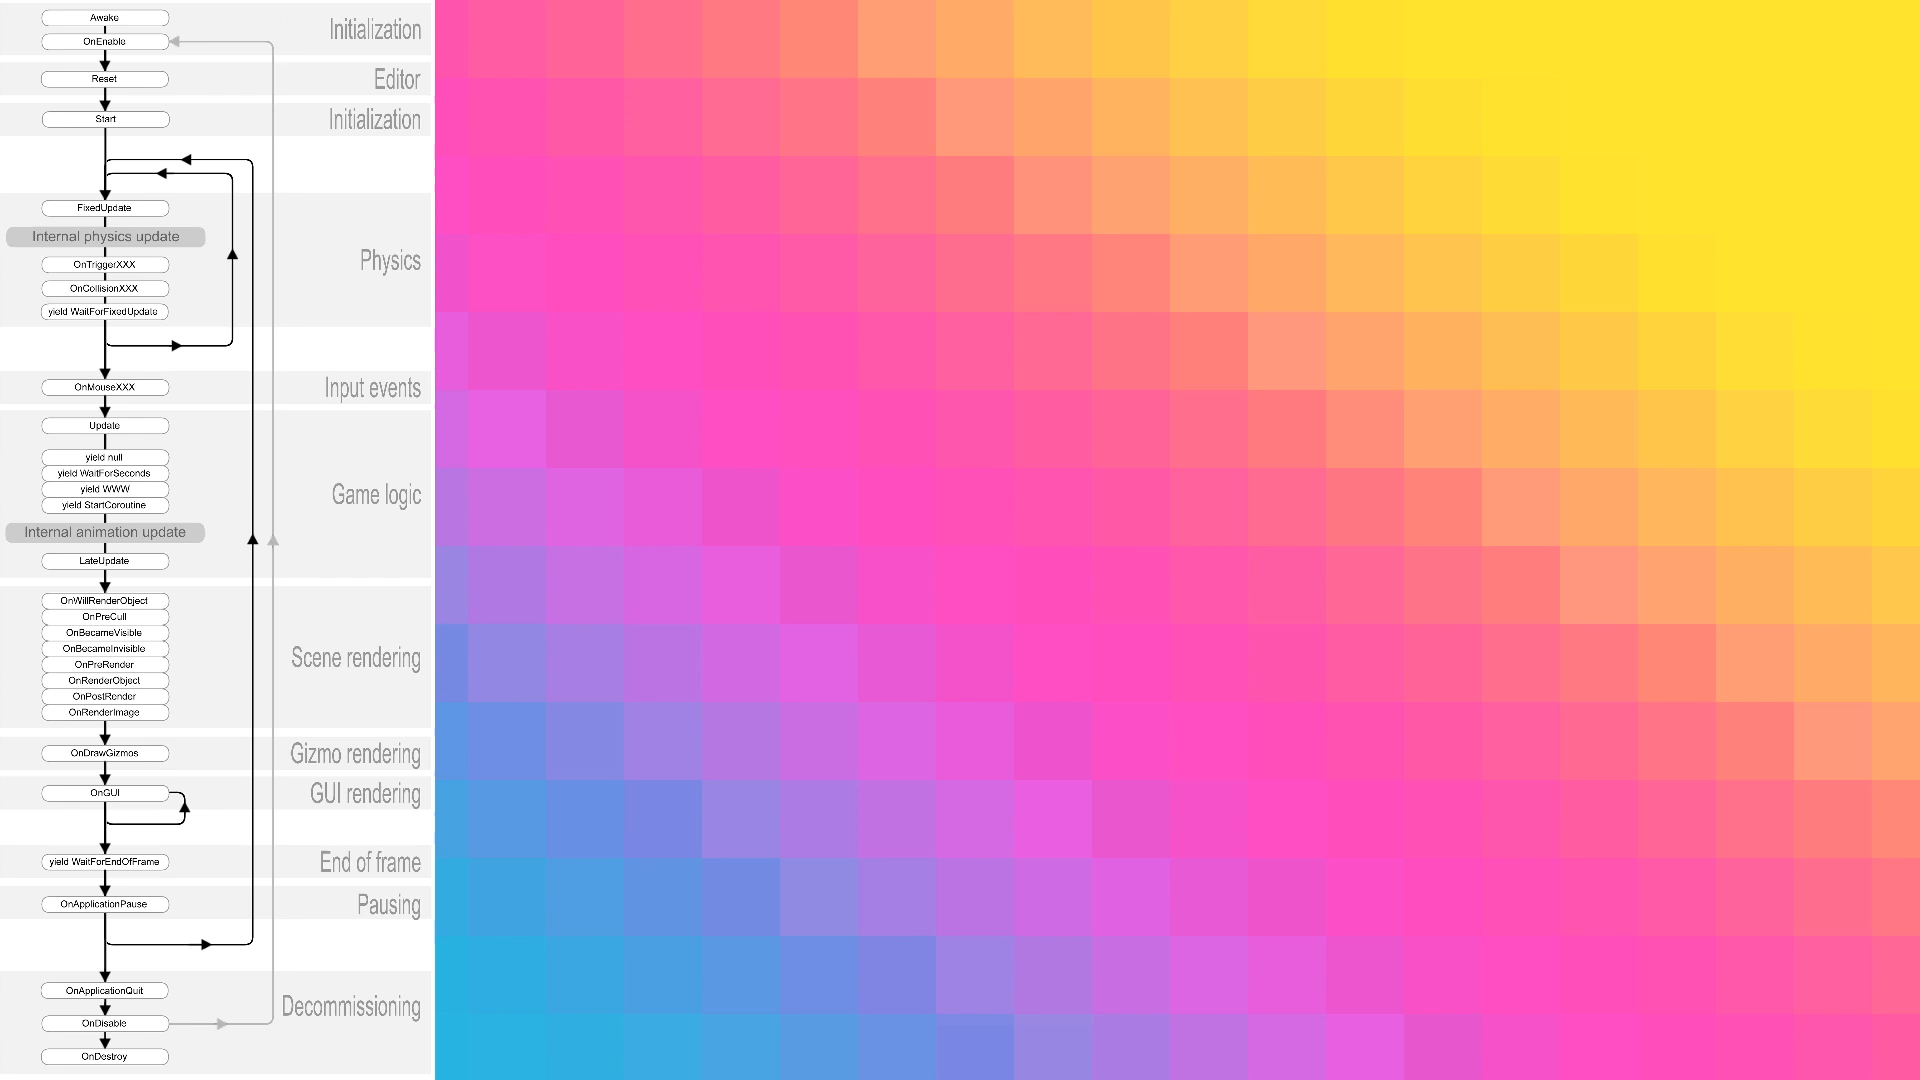 Awake
OnEnable
Initialization
Reset
Editor
Start
Initialization
FixedUpdate
Internal physics update
OnTriggerXXX
OnCollisionXXX
yield WaitForFixedUpdate
Physics
OnMouseXXX
Input events
Update
yield null
yield WaitForSeconds
yield WWW
yield StartCoroutine
Internal animation update
LateUpdate
Game logic
OnWillRenderObject
OnPreCull
OnBecameVisible
OnBecameInvisible
OnPreRender
OnRenderObject
OnPostRender
OnRenderImage
Scene rendering
OnDrawGizmos
Gizmo rendering
OnGUI
GUI rendering
yield WaitForEndOfFrame
End of frame
OnApplicationPause
Pausing
OnApplicationQuit
OnDisable
OnDestroy
Decommissioning